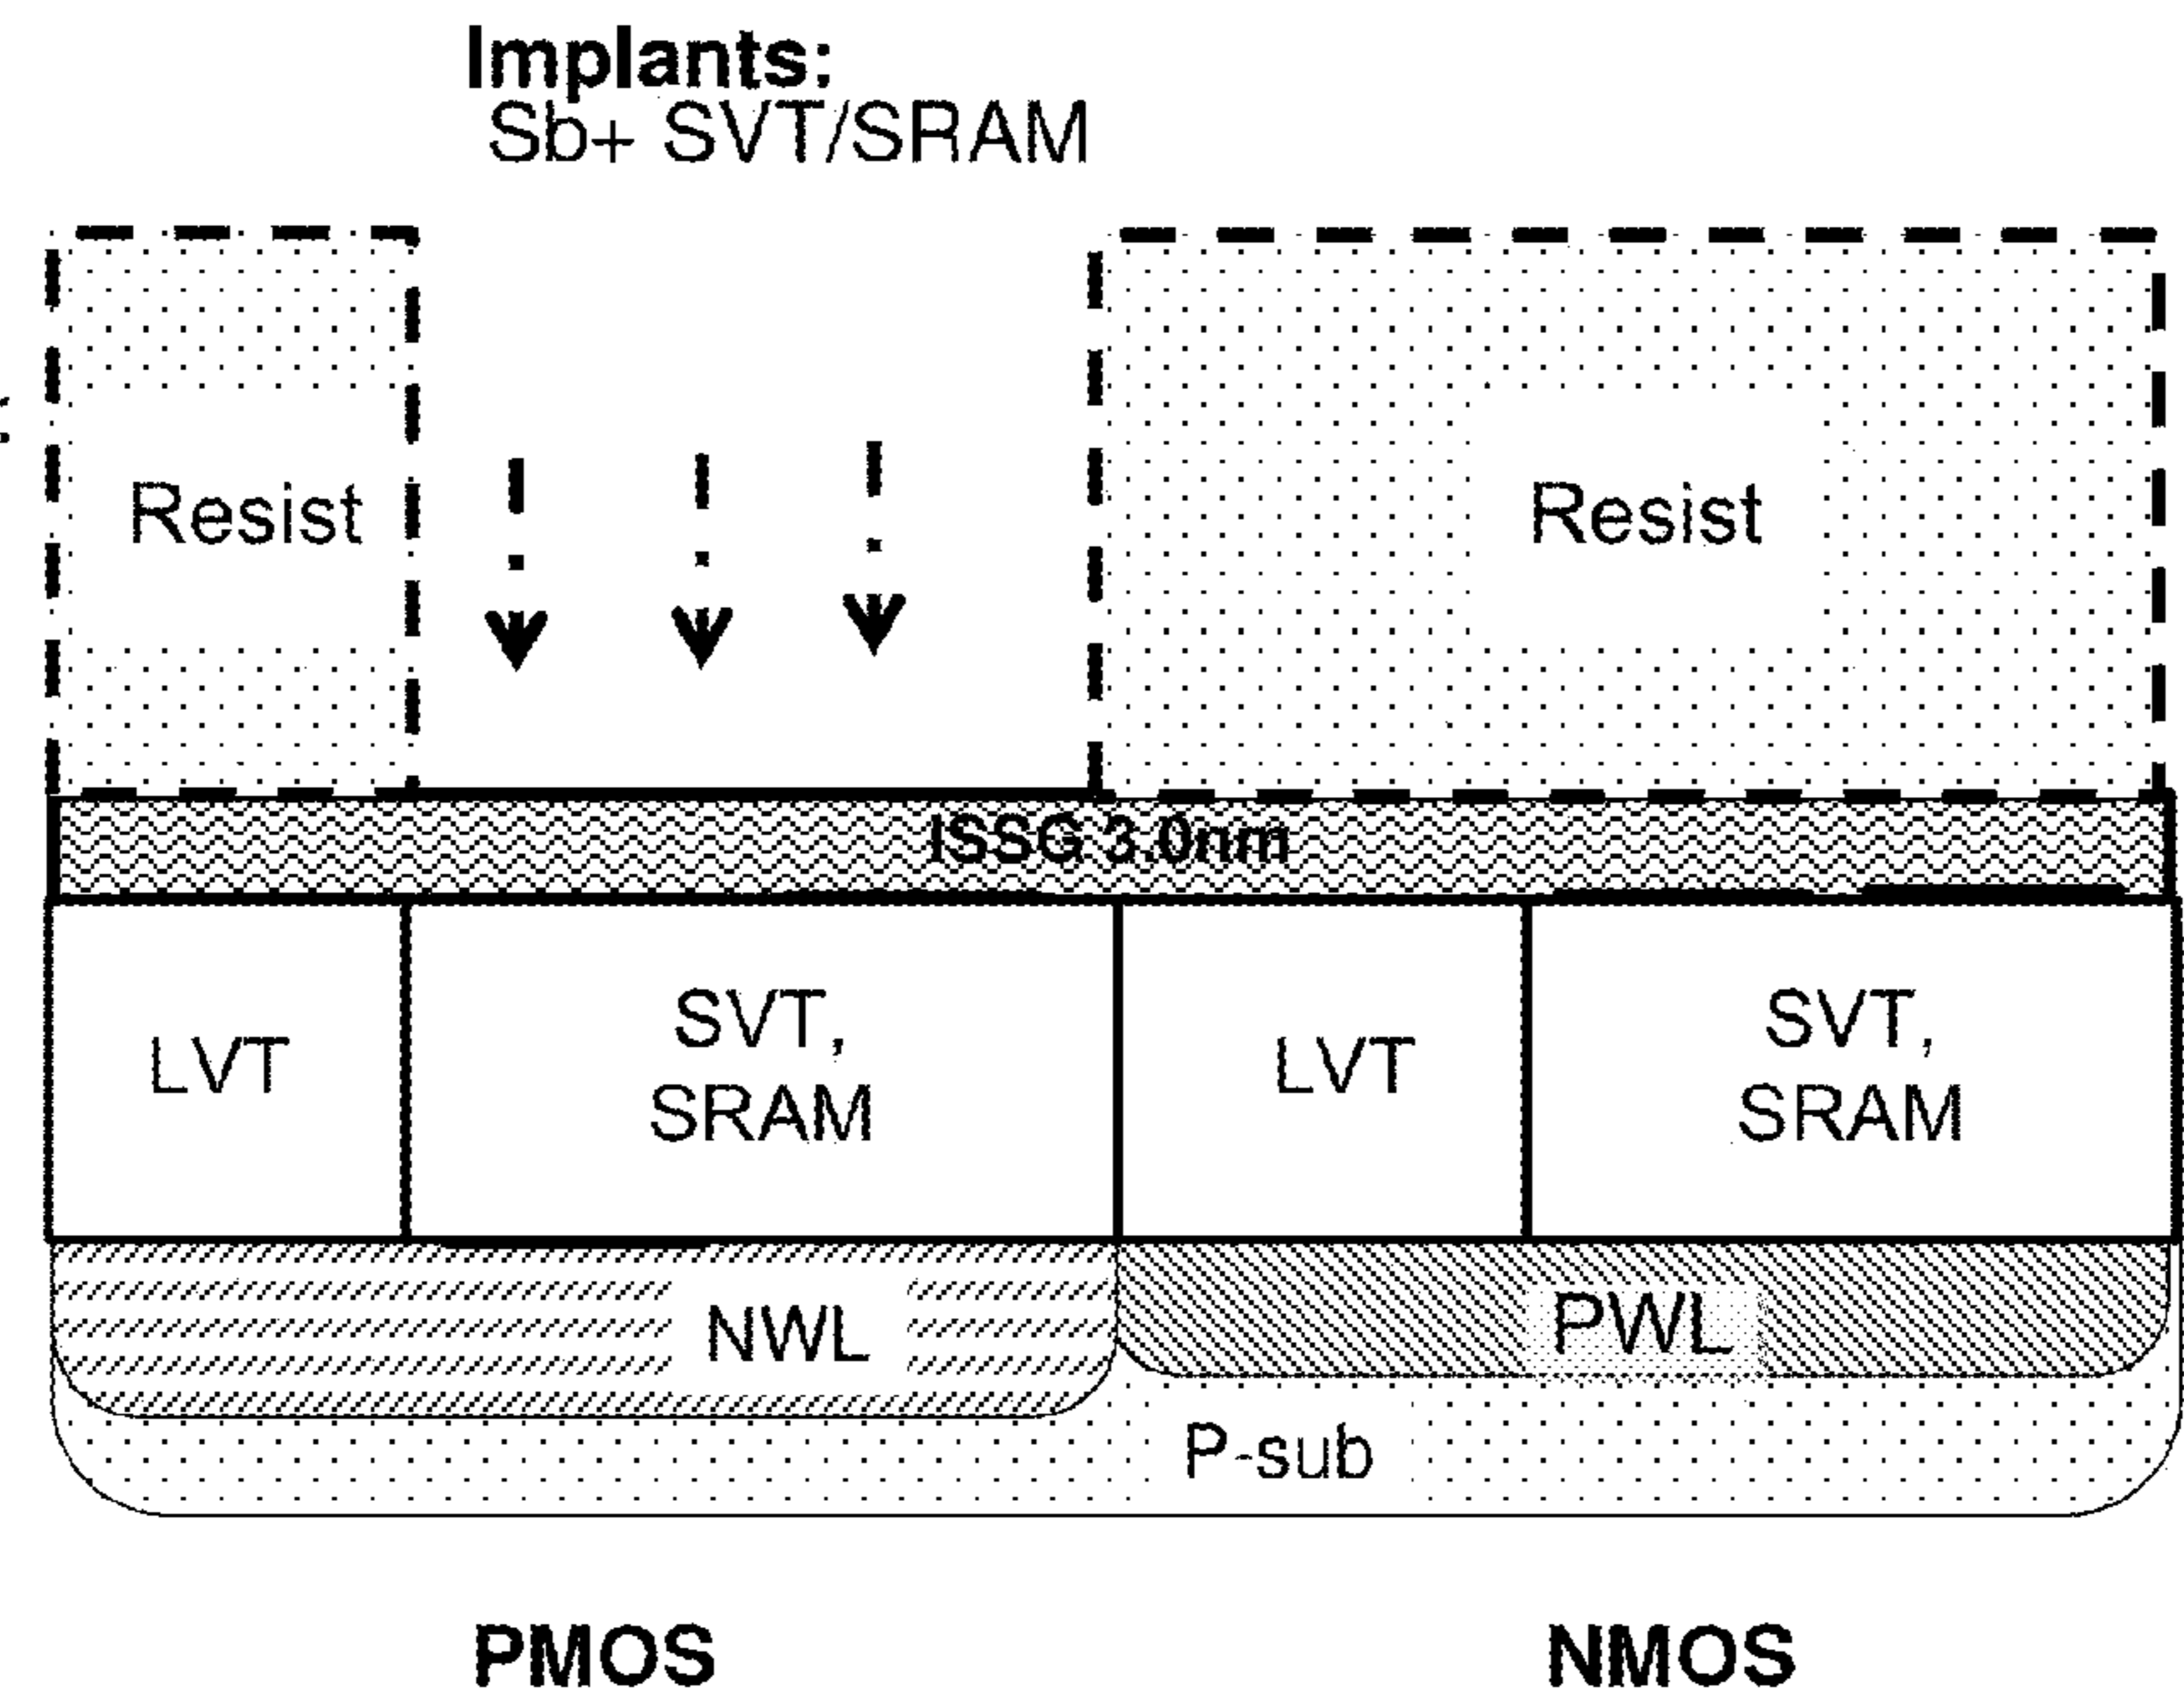 Implants:
Sb+ SVT/SRAM
Resist
Resist
ISSG 3.0nm
LVT
SVT,
SRAM
LVT
SVT,
SRAM
NWL
PWL
P-sub
PMOS
NMOS